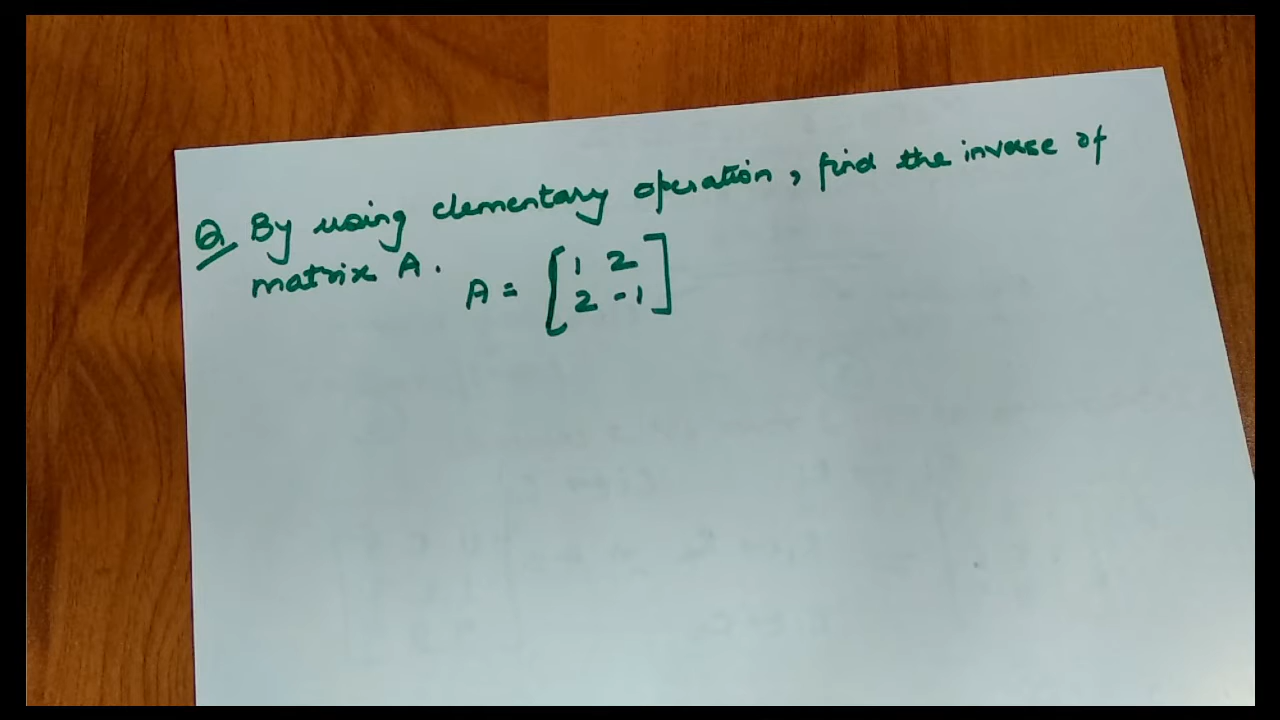 Q By using elementary operation, find the inverse of
matrix A.
A = [1 2
2 -1]